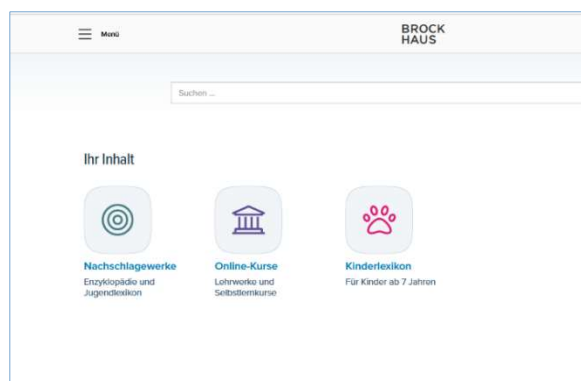 Menü
BROCK
HAUS
Suchen ...
Ihr Inhalt
Nachschlagewerke
Enzyklopädie und
Jugendlexikon
Online-Kurse
Lehrwerke und
Selbstlernkurse
Kinderlexikon
Für Kinder ab 7 Jahren